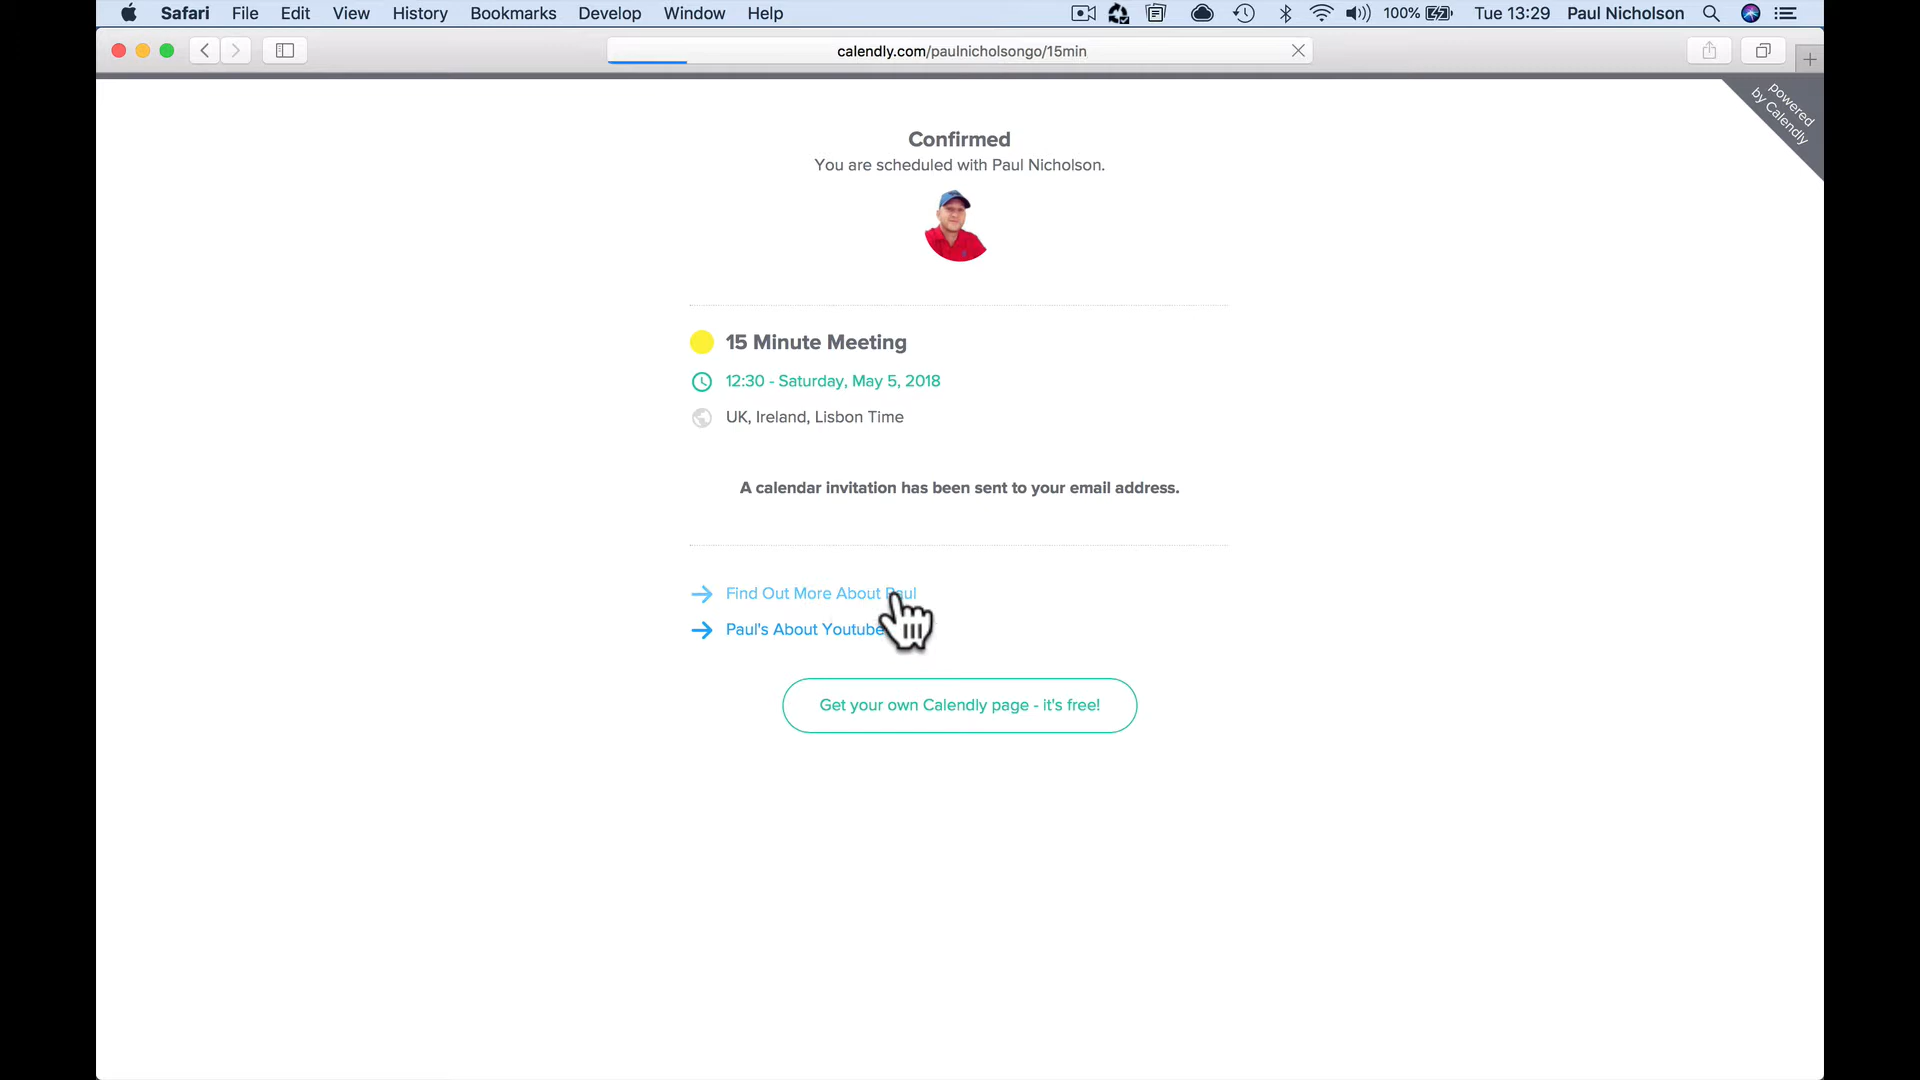 Safari File Edit View History Bookmarks Develop Window Help 100% Tue 13:29 Paul Nicholson
calendly.com/paulnicholsongo/15min
powered
by Calendly
Confirmed
You are scheduled with Paul Nicholson.
15 Minute Meeting
12:30 - Saturday, May 5, 2018
UK, Ireland, Lisbon Time
A calendar invitation has been sent to your email address.
Find Out More About Paul
Paul's About Youtube
Get your own Calendly page - it's free!